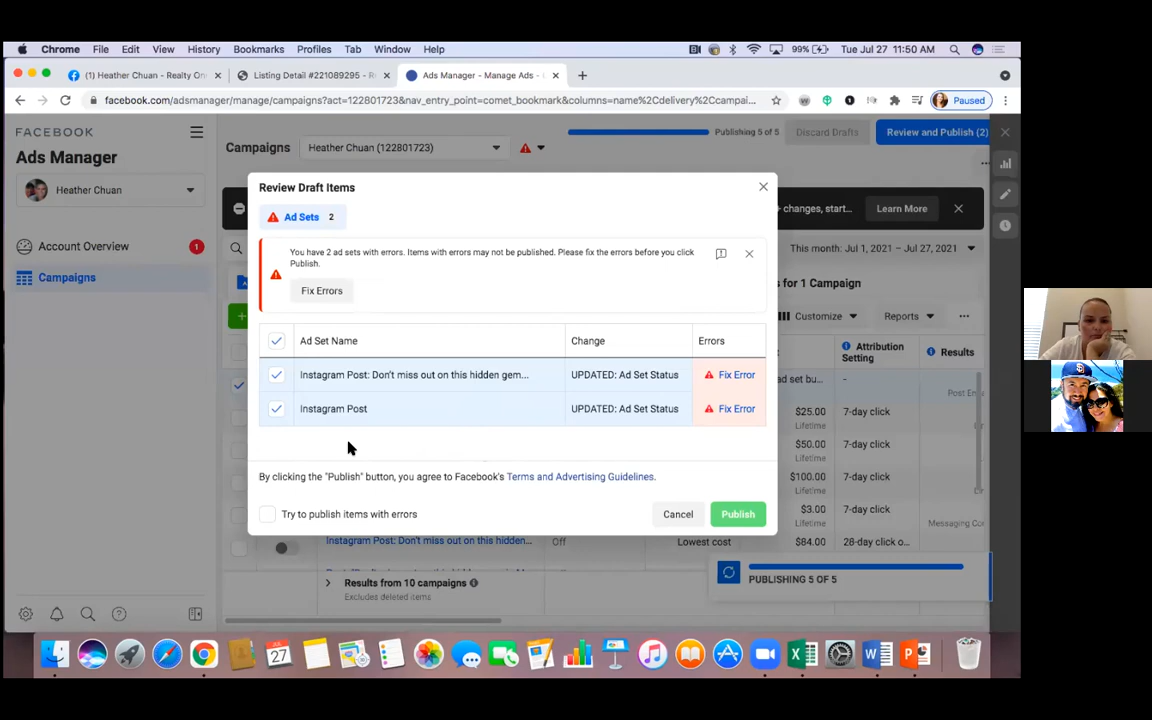 Chrome File Edit View History Bookmarks Profiles Tab Window Help 99% Tue Jul 27 11:50 AM
(1) Heather Chuan - Realty On Listing Detail #221089295 - R Ads Manager - Manage Ads -
facebook.com/adsmanager/manage/campaigns?act=122801723&nav_entry_point=comet_bookmark&columns=name%2Cdelivery%2Ccampai... Paused
FACEBOOK
Ads Manager
Heather Chuan
Account Overview 1
Campaigns
Campaigns Heather Chuan (122801723) Publishing 5 of 5 Discard Drafts Review and Publish (2)
changes, start... Learn More
This month: Jul 1, 2021 – Jul 27, 2021
s for 1 Campaign
Customize Reports
Attribution Setting Results
ad set bu... - Post En
$25.00 7-day click
Lifetime
$50.00 7-day click
Lifetime
$100.00 7-day click
Lifetime
$3.00 7-day click
Lifetime Messaging Co
Instagram Post: Don't miss out on this hidden... Off Lowest cost $84.00 28-day click o...
Results from 10 campaigns
Excludes deleted items
Review Draft Items
Ad Sets 2
You have 2 ad sets with errors. Items with errors may not be published. Please fix the errors before you click
Publish.
Fix Errors
Ad Set Name Change Errors
Instagram Post: Don't miss out on this hidden gem... UPDATED: Ad Set Status Fix Error
Instagram Post UPDATED: Ad Set Status Fix Error
By clicking the "Publish" button, you agree to Facebook's Terms and Advertising Guidelines.
Try to publish items with errors Cancel Publish
PUBLISHING 5 OF 5
JUL
27